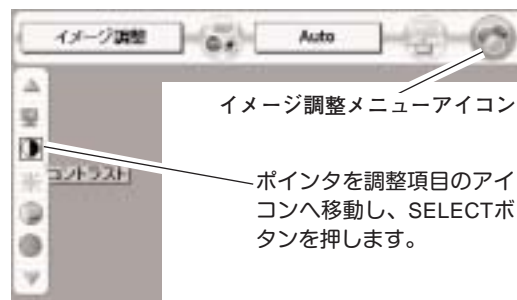 イメージ調整
Auto
イメージ調整メニューアイコン
コントラスト
ポインタを調整項目のアイ
コンへ移動し、SELECTボ
タンを押します。